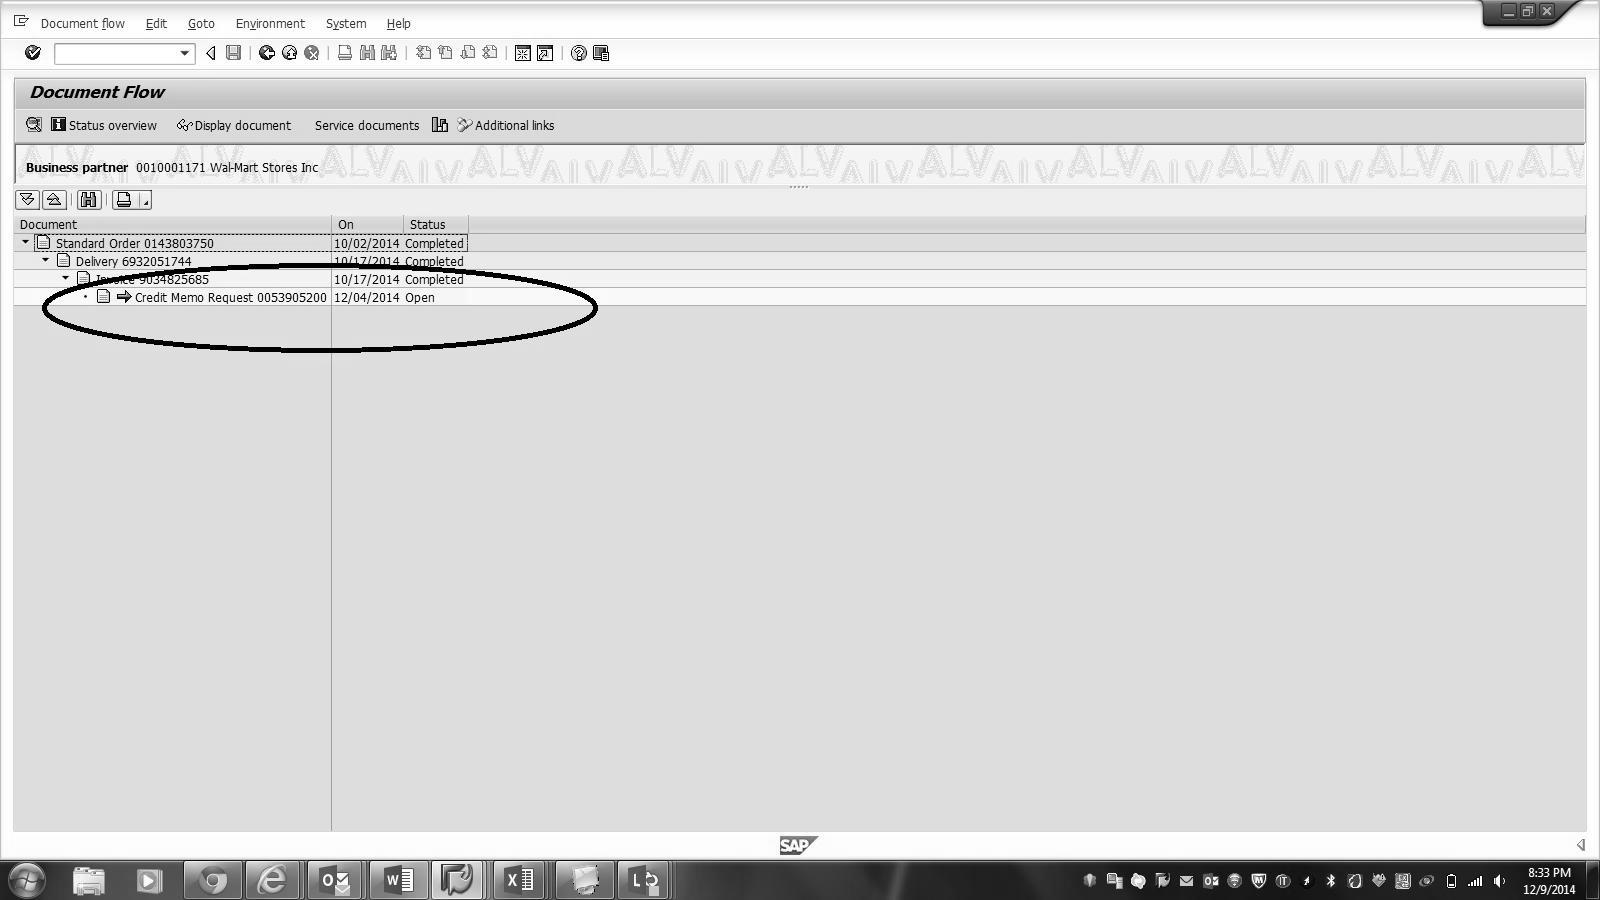 Document flow Edit Goto Environment System Help
Document Flow
Status overview Display document Service documents Additional links
Business partner 0010001171 Wal-Mart Stores Inc
Document On Status
Standard Order 0143803750 10/02/2014 Completed
Delivery 6932051744 10/17/2014 Completed
Invoice 9034825685 10/17/2014 Completed
Credit Memo Request 0053905200 12/04/2014 Open
SAP
8:33 PM
12/9/2014